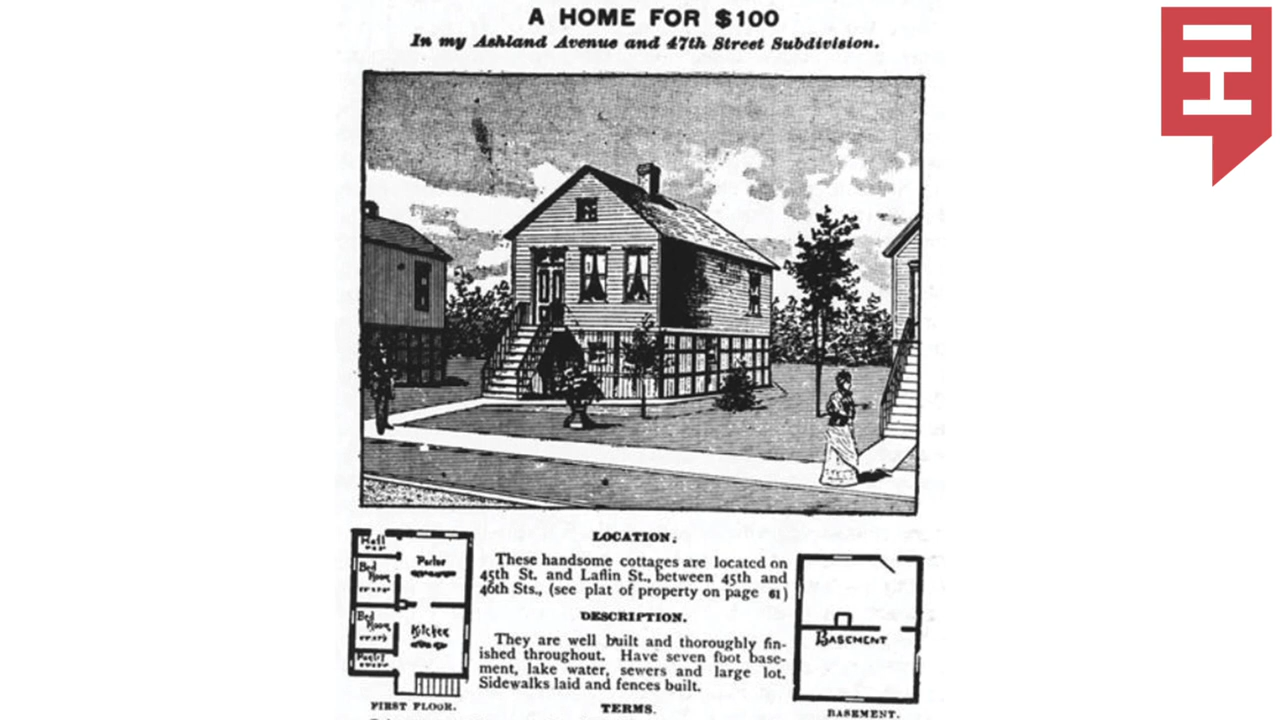 A HOME FOR $100
In my Ashland Avenue and 47th Street Subdivision.
LOCATION.
These handsome cottages are located on
45th St. and Laflin St., between 45th and
46th Sts., (see plat of property on page 61)
DESCRIPTION.
They are well built and thoroughly fin-
ished throughout. Have seven foot base-
ment, lake water, sewers and large lot.
Sidewalks laid and fences built.
TERMS.
Hall
Parlor
Bed
Room
Bed
Room
Kitchen
Pantry
FIRST FLOOR.
BASEMENT
BASEMENT.